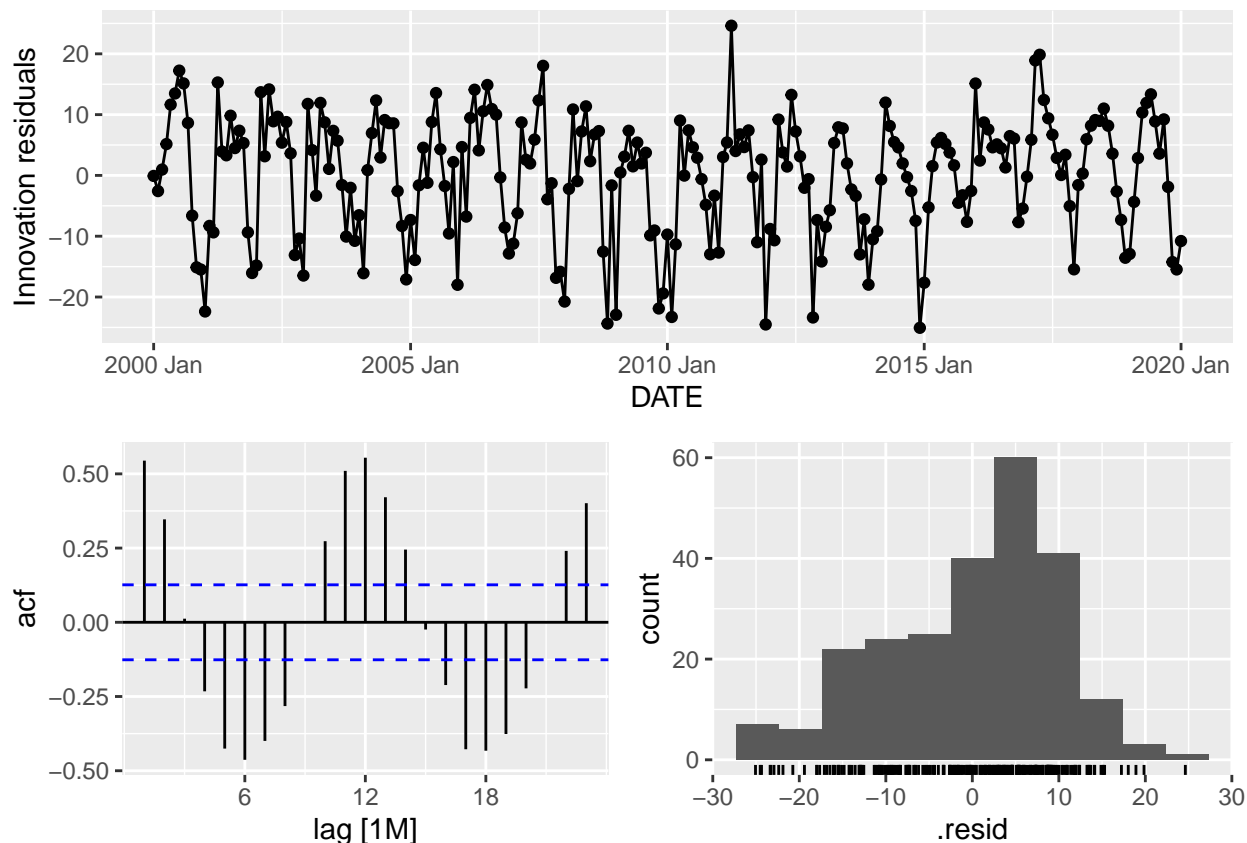 Innovation residuals
20
10
0
−10
−20
2000 Jan 2005 Jan 2010 Jan 2015 Jan 2020 Jan
DATE
acf
0.50
0.25
0.00
−0.25
−0.50
6 12 18
lag [1M]
count
60
40
20
0
−30 −20 −10 0 10 20 30
.resid